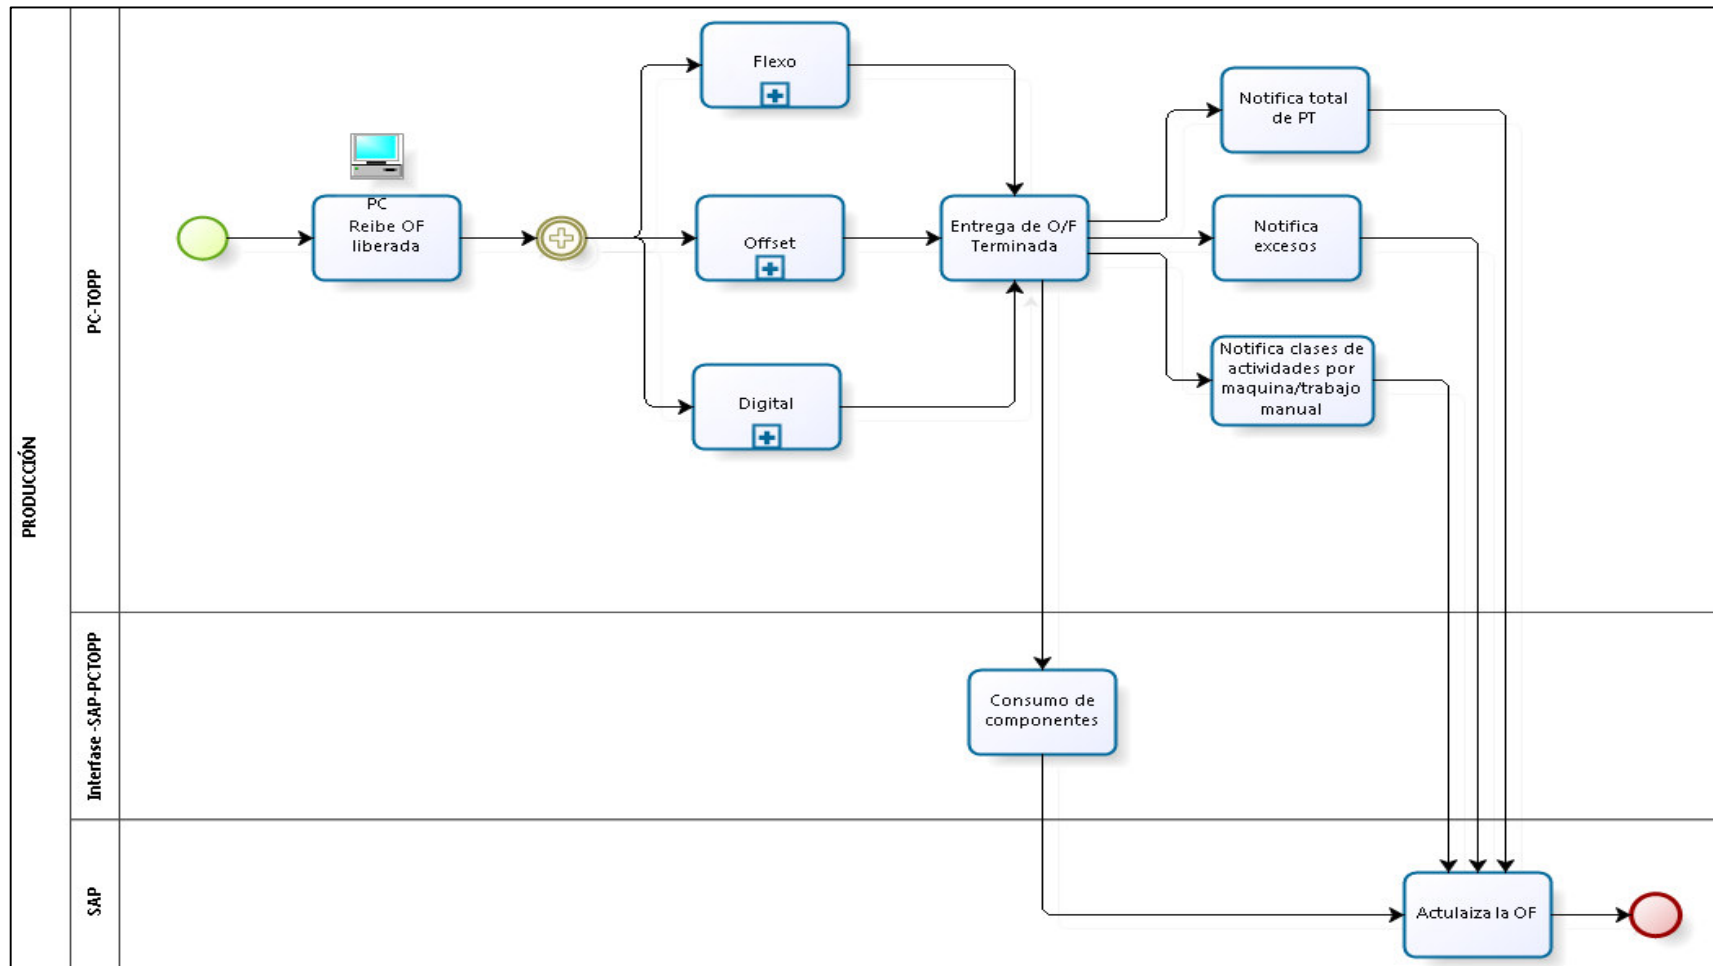 PRODUCCIÓN
PC-TOPP
PC
Reibe OF
liberada
Flexo
Offset
Digital
Entrega de O/F
Terminada
Notifica total
de PT
Notifica
excesos
Notifica clases de
actividades por
maquina/trabajo
manual
Interfase -SAP-PCTOPP
Consumo de
componentes
SAP
Actulaiza la OF